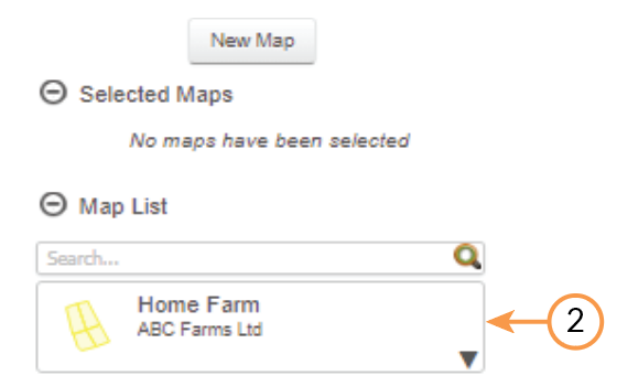 New Map
Selected Maps
No maps have been selected
Map List
Search...
Home Farm
ABC Farms Ltd
2